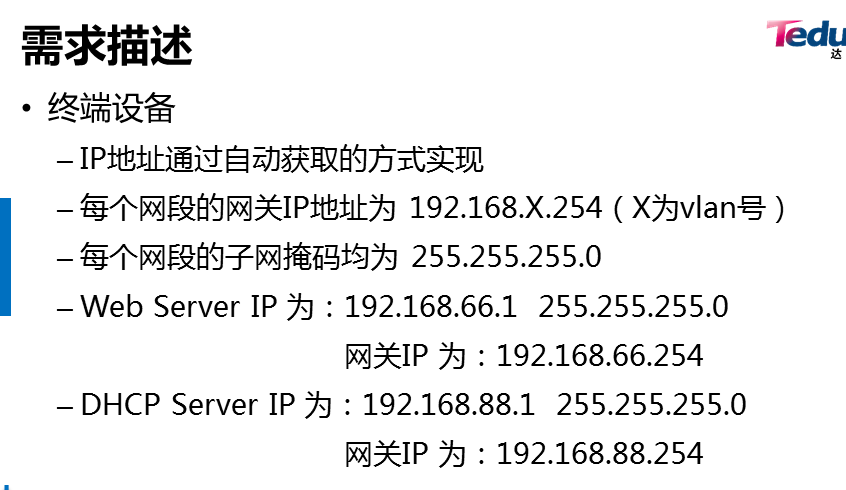 需求描述
Tedu
达
• 终端设备
– IP地址通过自动获取的方式实现
– 每个网段的网关IP地址为 192.168.X.254（X为vlan号）
– 每个网段的子网掩码均为 255.255.255.0
– Web Server IP 为：192.168.66.1 255.255.255.0
网关IP 为：192.168.66.254
– DHCP Server IP 为：192.168.88.1 255.255.255.0
网关IP 为：192.168.88.254